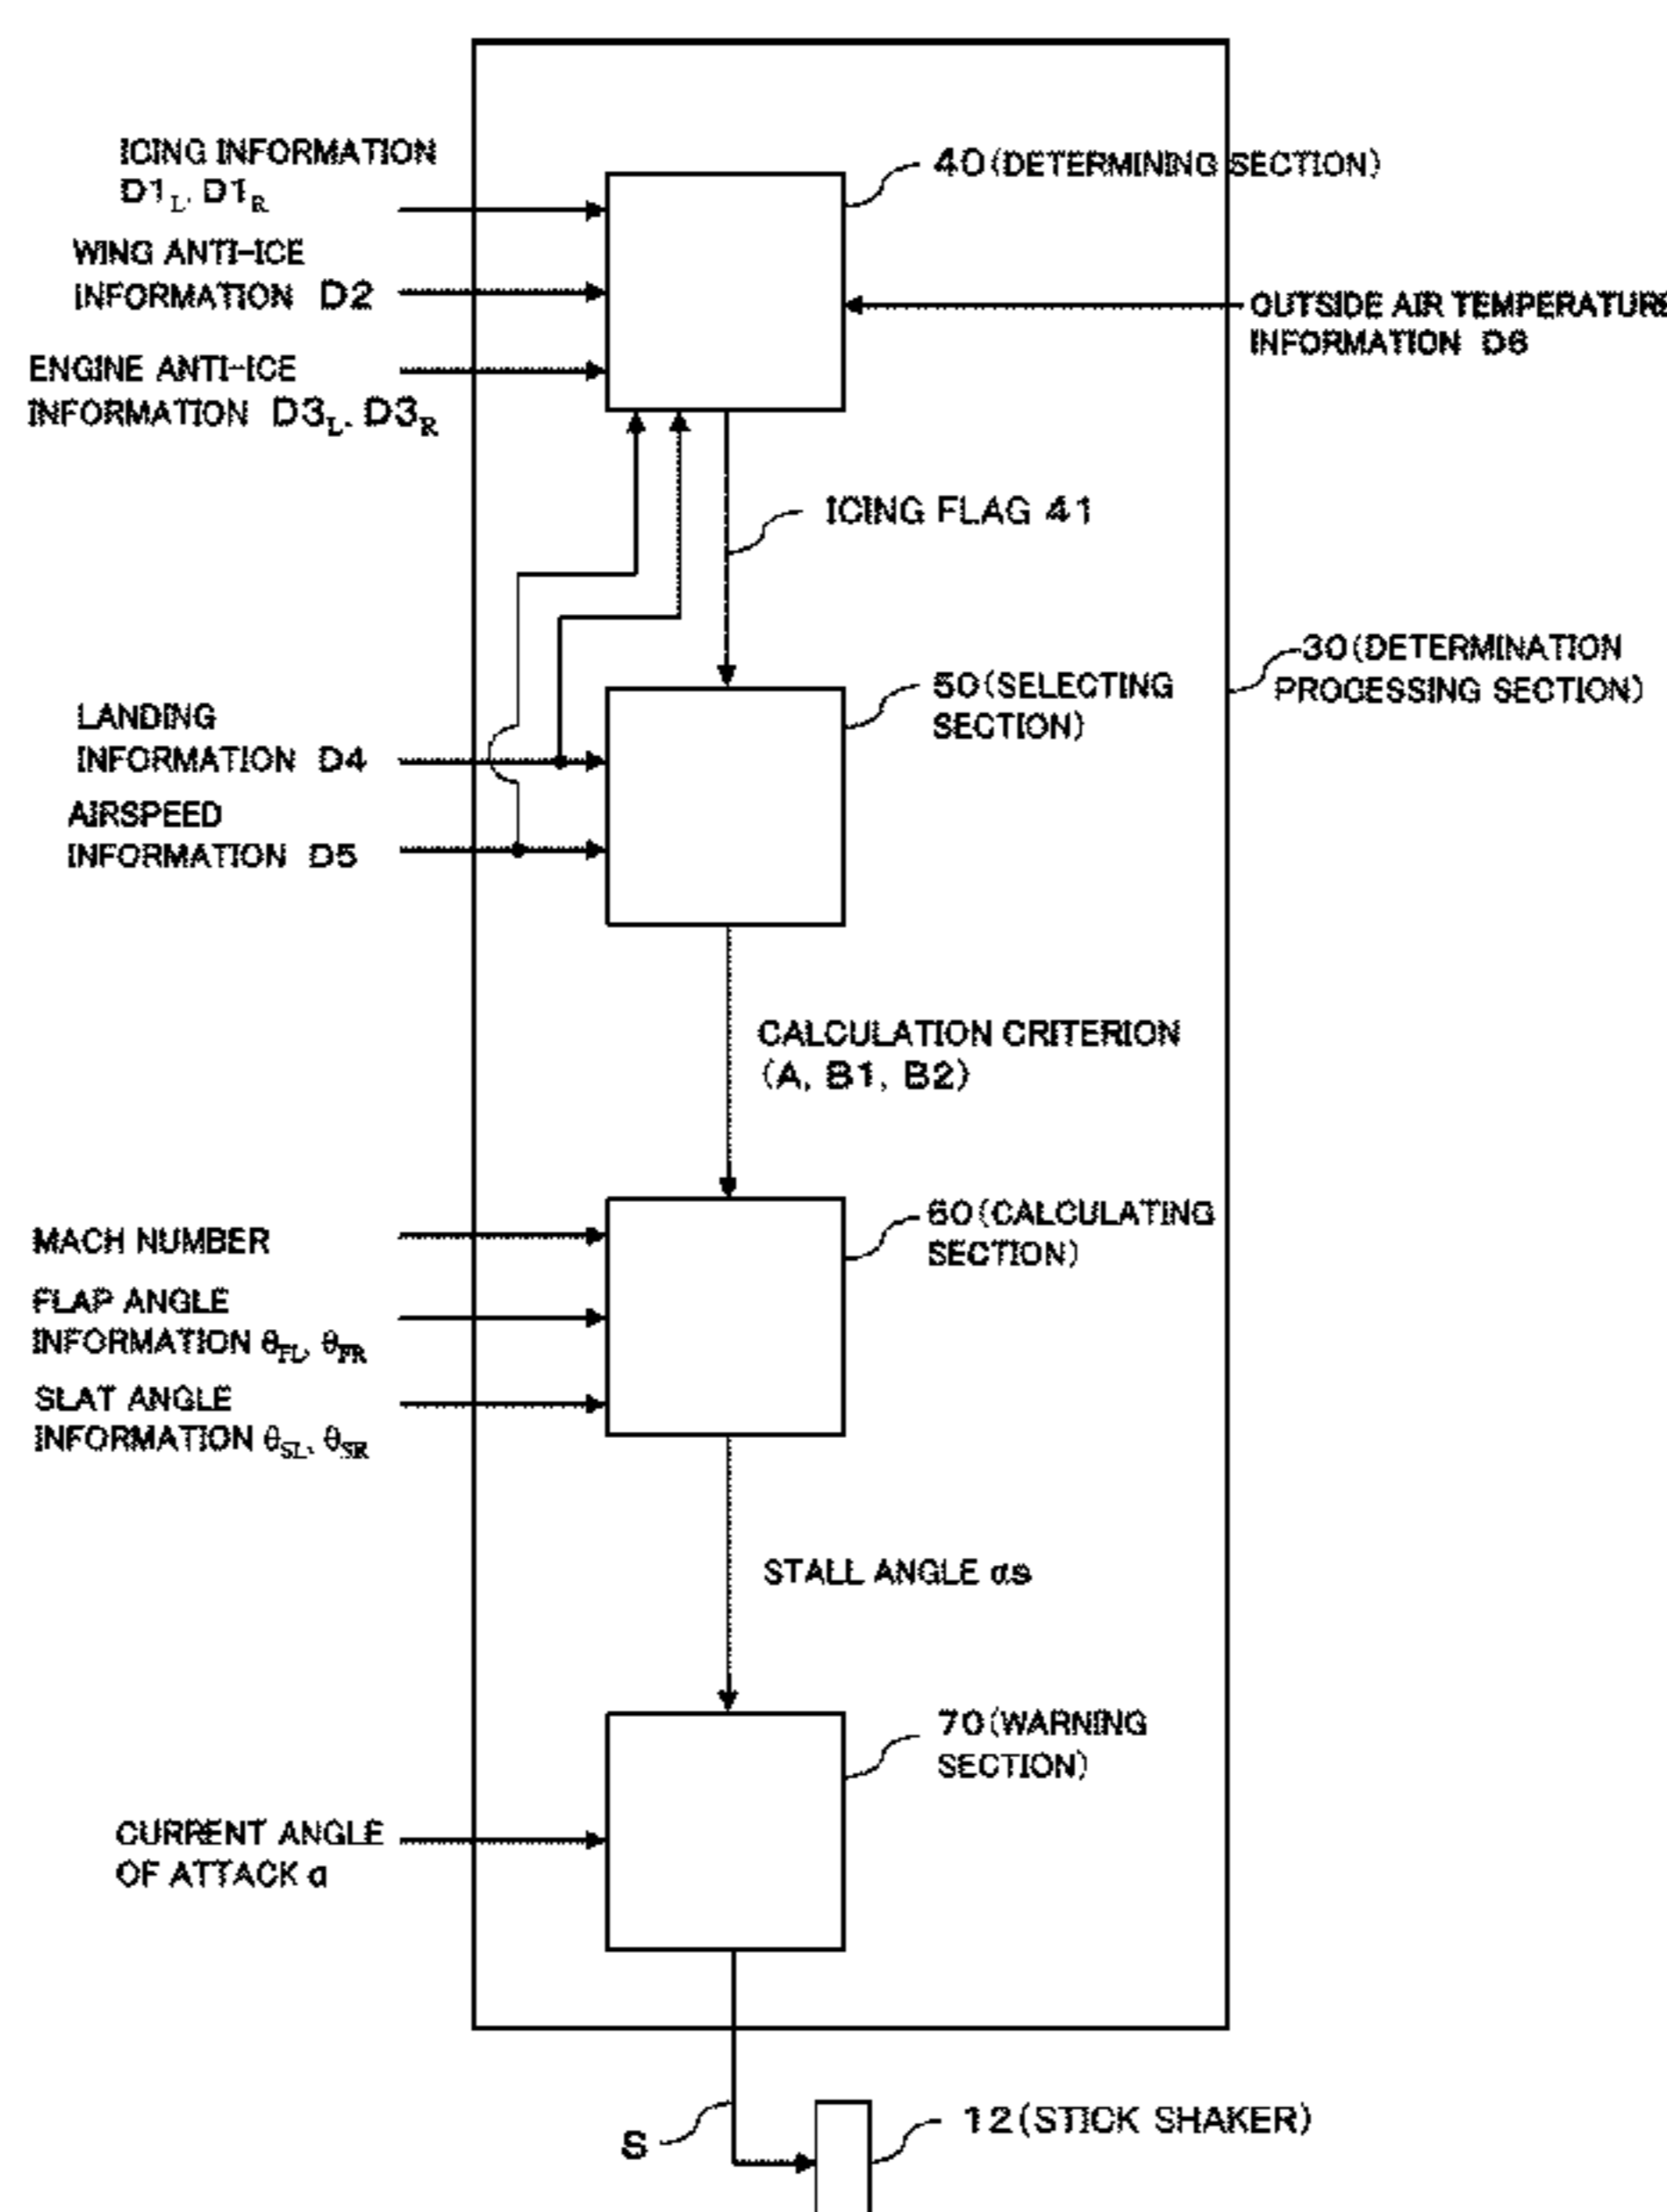 ICING INFORMATION
D1L, D1R
40(DETERMINING SECTION)
WING ANTI-ICE
INFORMATION D2
OUTSIDE AIR TEMPERATURE
INFORMATION D6
ENGINE ANTI-ICE
INFORMATION D3L, D3R
ICING FLAG 41
30(DETERMINATION
PROCESSING SECTION)
50(SELECTING
SECTION)
LANDING
INFORMATION D4
AIRSPEED
INFORMATION D5
CALCULATION CRITERION
(A, B1, B2)
60(CALCULATING
SECTION)
MACH NUMBER
FLAP ANGLE
INFORMATION θFL, θFR
SLAT ANGLE
INFORMATION θSL, θSR
STALL ANGLE αs
70(WARNING
SECTION)
CURRENT ANGLE
OF ATTACK α
S
12(STICK SHAKER)